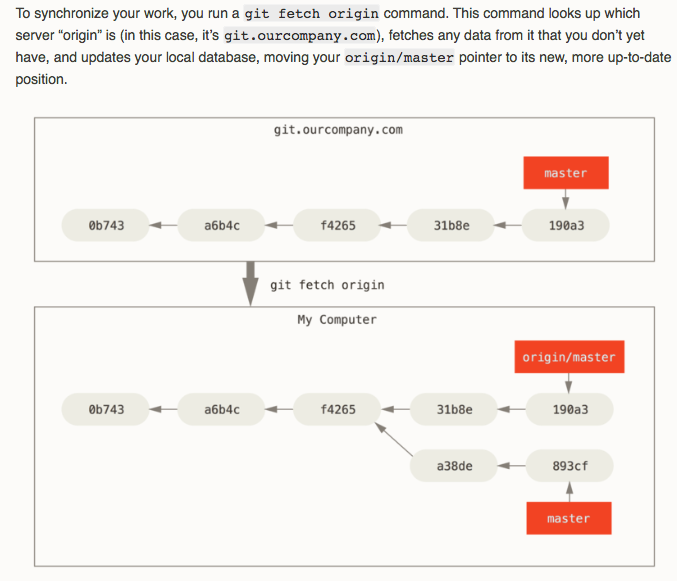 To synchronize your work, you run a git fetch origin command. This command looks up which
server “origin” is (in this case, it’s git.ourcompany.com), fetches any data from it that you don’t yet
have, and updates your local database, moving your origin/master pointer to its new, more up-to-date
position.
git.ourcompany.com
master
0b743 a6b4c f4265 31b8e 190a3
git fetch origin
My Computer
origin/master
0b743 a6b4c f4265 31b8e 190a3
a38de 893cf
master